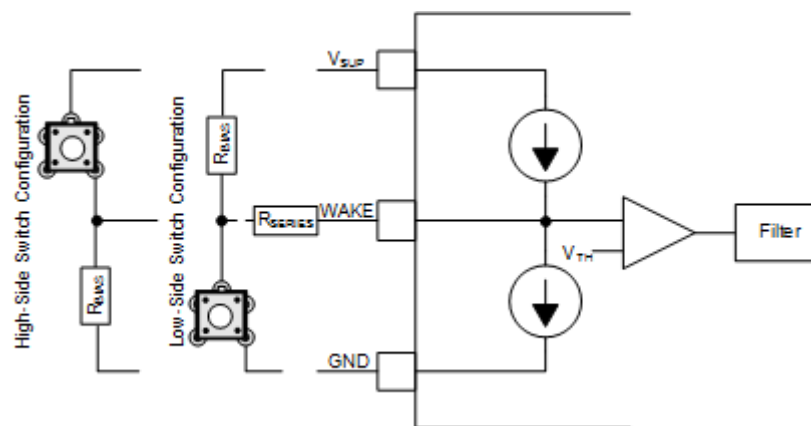 High-Side Switch Configuration
RBIAS
Low-Side Switch Configuration
RBIAS
RSERIES
VSUP
WAKE
GND
VTH
Filter